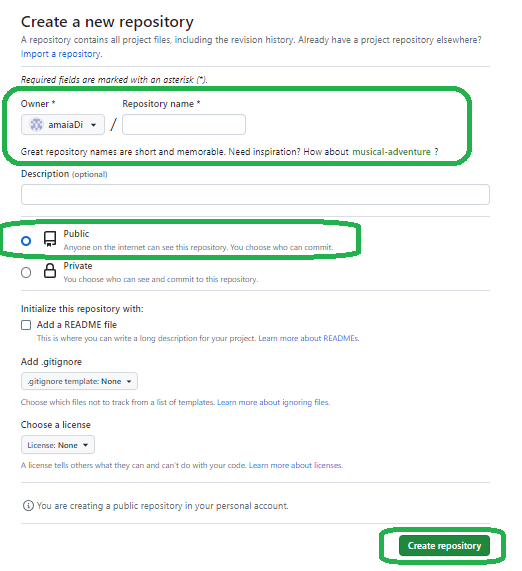 Create a new repository
A repository contains all project files, including the revision history. Already have a project repository elsewhere?
Import a repository.
Required fields are marked with an asterisk (*).
Owner * Repository name *
amaiaDi /
Great repository names are short and memorable. Need inspiration? How about musical-adventure ?
Description (optional)
Public
Anyone on the internet can see this repository. You choose who can commit.
Private
You choose who can see and commit to this repository.
Initialize this repository with:
Add a README file
This is where you can write a long description for your project. Learn more about READMEs.
Add .gitignore
.gitignore template: None
Choose which files not to track from a list of templates. Learn more about ignoring files.
Choose a license
License: None
A license tells others what they can and can't do with your code. Learn more about licenses.
You are creating a public repository in your personal account.
Create repository